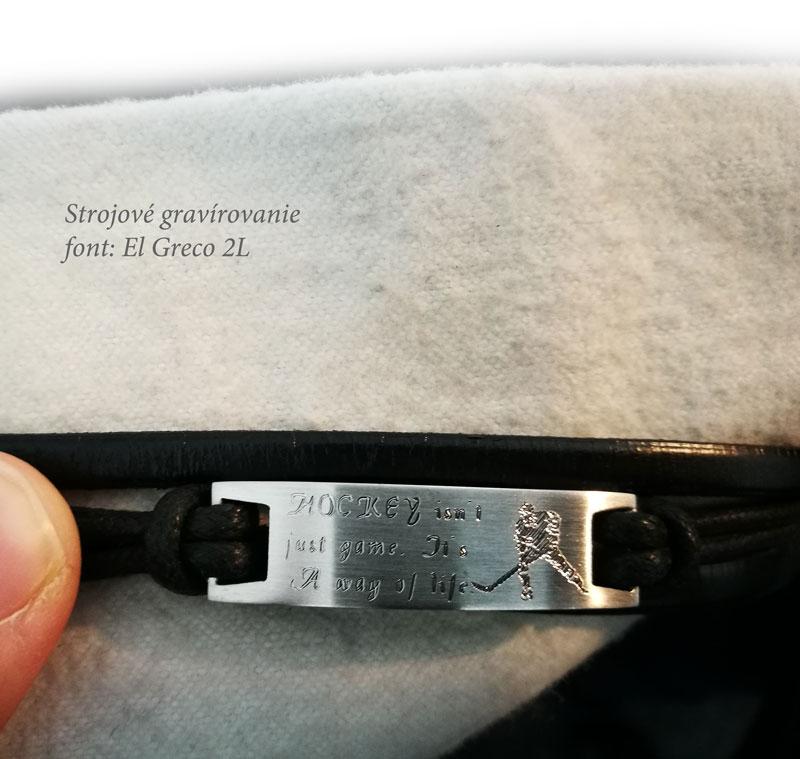 Strojové gravírovanie
font: El Greco 2L
HOCKEY isn't
just game. It's
A way of life